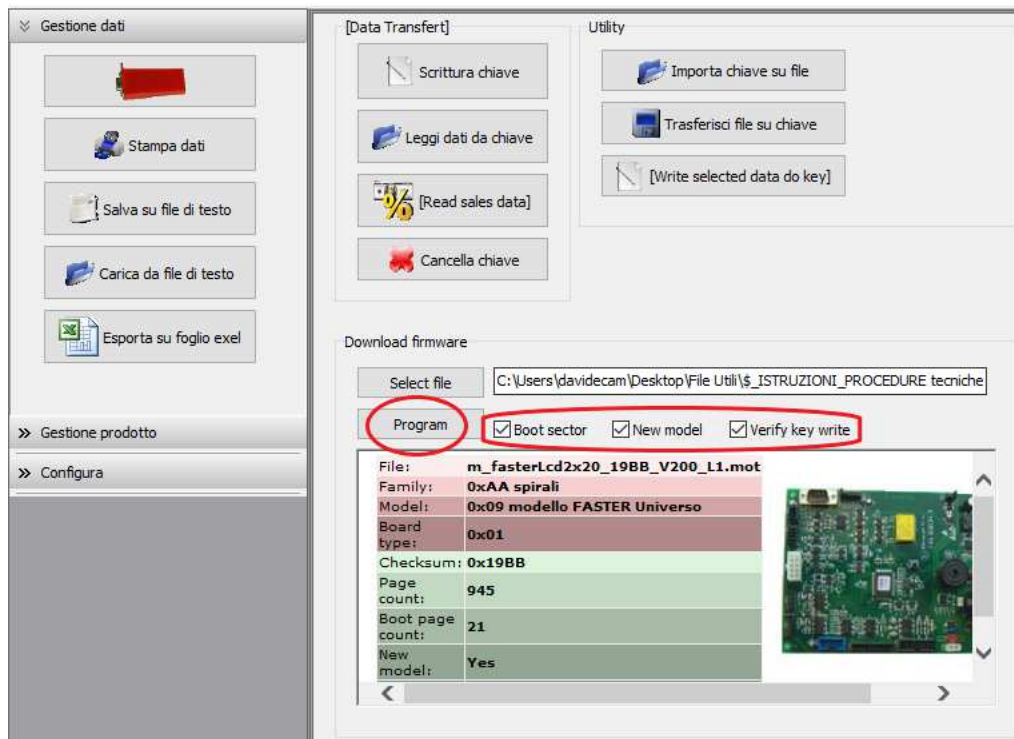 Gestione dati
Stampa dati
Salva su file di testo
Carica da file di testo
Esporta su foglio exel
Gestione prodotto
Configura
[Data Transfert]
Scrittura chiave
Leggi dati da chiave
[Read sales data]
Cancella chiave
Utility
Importa chiave su file
Trasferisci file su chiave
[Write selected data do key]
Download firmware
Select file
C:\Users\davidecam\Desktop\File Utili\$_ISTRUZIONI_PROCEDURE tecniche
Program
Boot sector New model Verify key write
File: m_fasterLcd2x20_19BB_V200_L1.mot
Family: 0xAA spirali
Model: 0x09 modello FASTER Universo
Board
type: 0x01
Checksum: 0x19BB
Page
count: 945
Boot page
count: 21
New
model: Yes